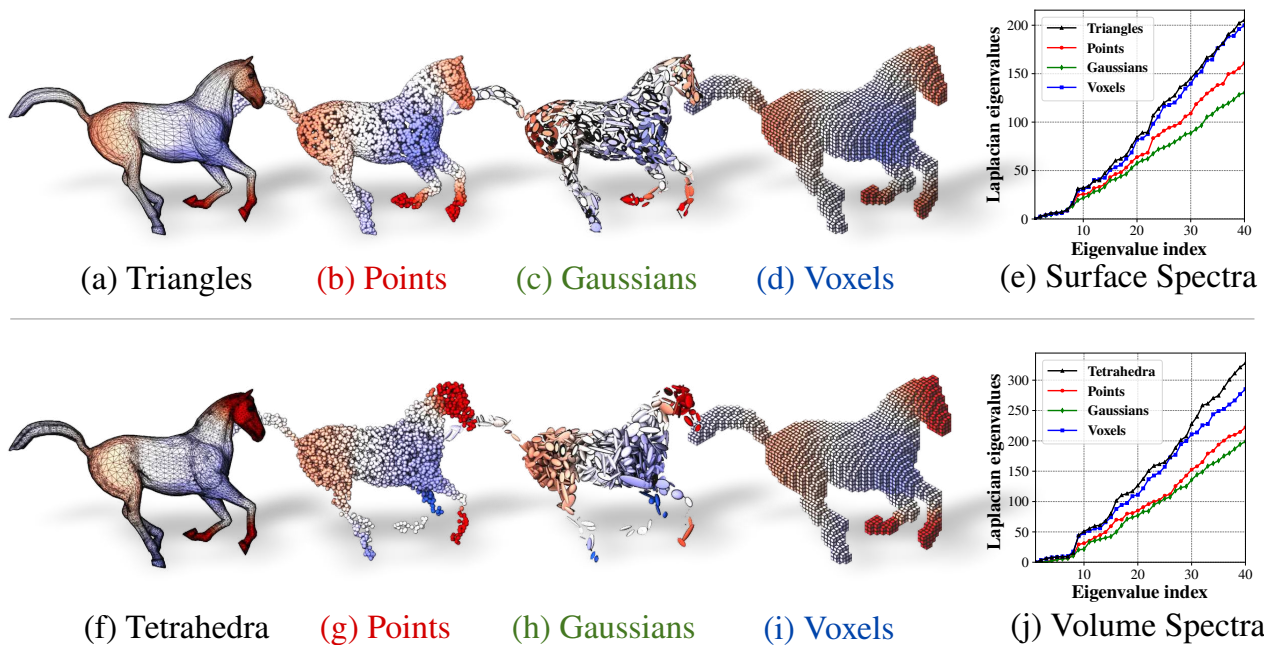 Laplacian eigenvalues
200
150
100
50
0
Triangles
Points
Gaussians
Voxels
10
20
30
40
Eigenvalue index
(a) Triangles
(b) Points
(c) Gaussians
(d) Voxels
(e) Surface Spectra
Laplacian eigenvalues
300
250
200
150
100
50
0
Tetrahedra
Points
Gaussians
Voxels
10
20
30
40
Eigenvalue index
(f) Tetrahedra
(g) Points
(h) Gaussians
(i) Voxels
(j) Volume Spectra